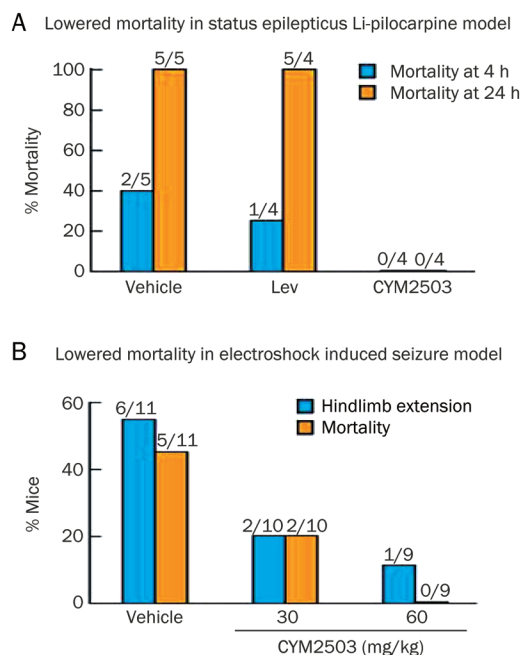 A Lowered mortality in status epilepticus Li-pilocarpine model
5/5 5/4
100
Mortality at 4 h
Mortality at 24 h
80
% Mortality
60
2/5
40
1/4
20
0/4 0/4
0
Vehicle Lev CYM2503
B Lowered mortality in electroshock induced seizure model
60
6/11
Hindlimb extension
5/11
Mortality
40
% Mice
2/10 2/10
20
1/9
0/9
0
Vehicle 30 60
CYM2503 (mg/kg)